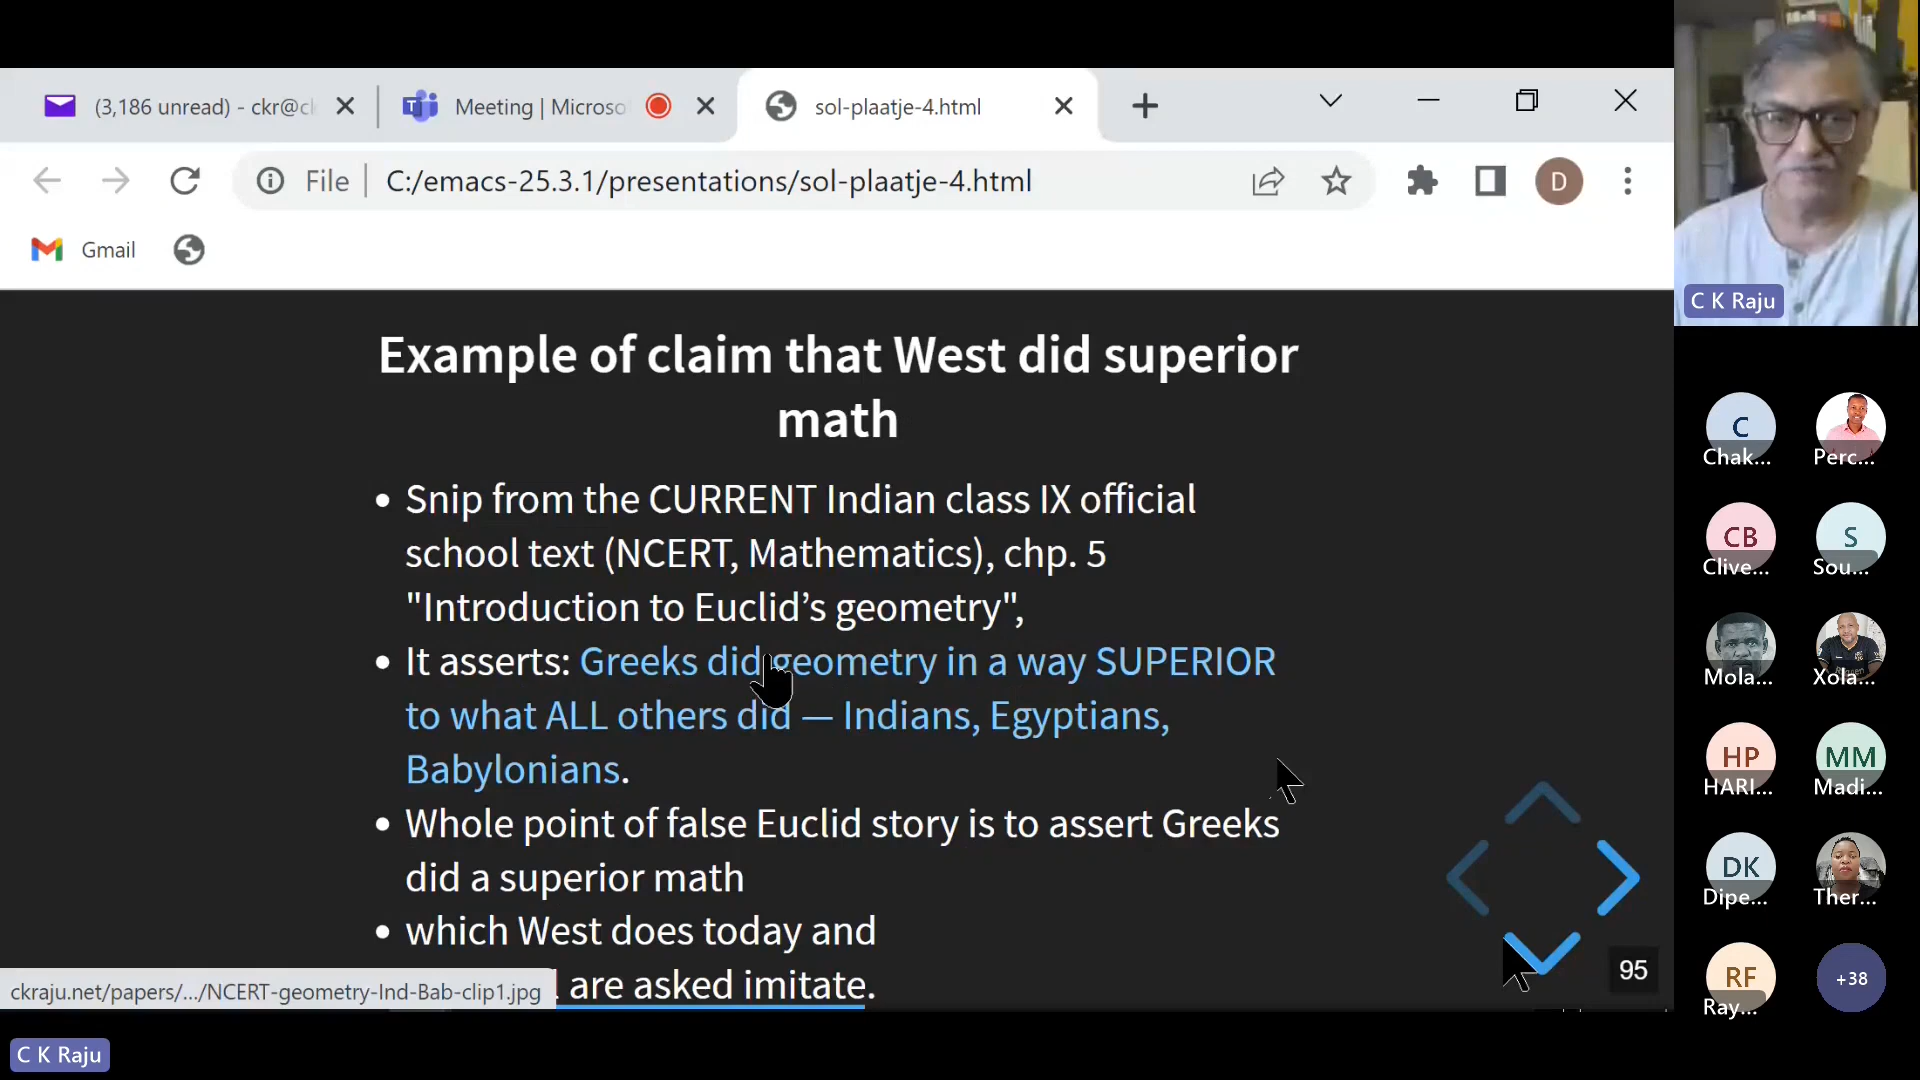 (3,186 unread) - ckr@c
Meeting | Microso
sol-plaatje-4.html
File
C:/emacs-25.3.1/presentations/sol-plaatje-4.html
D
Gmail
C K Raju
Example of claim that West did superior
math
Snip from the CURRENT Indian class IX official
school text (NCERT, Mathematics), chp. 5
"Introduction to Euclid’s geometry",
It asserts: Greeks did geometry in a way SUPERIOR
to what ALL others did — Indians, Egyptians,
Babylonians.
Whole point of false Euclid story is to assert Greeks
did a superior math
which West does today and
are asked imitate.
95
ckraju.net/papers/.../NCERT-geometry-Ind-Bab-clip1.jpg
C
Chak...
Perc...
CB
Clive...
S
Sou...
Mola...
Xola...
HP
HARI...
MM
Madi...
DK
Dipe...
Ther...
RF
Ray...
+38
C K Raju